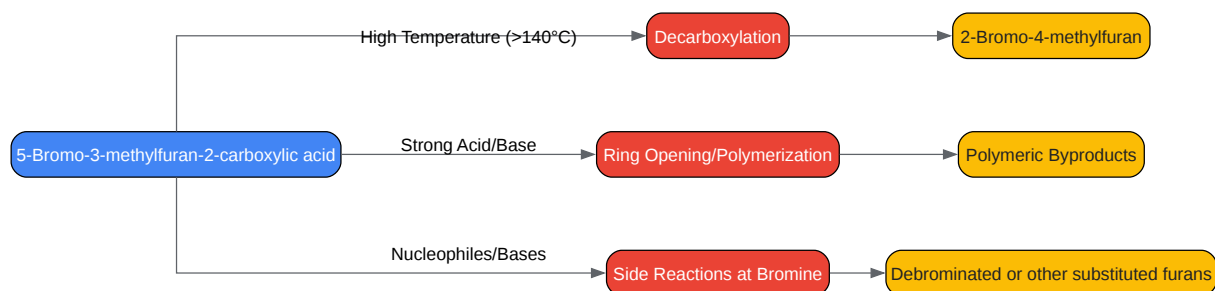 High Temperature (>140°C)
Decarboxylation
2-Bromo-4-methylfuran
5-Bromo-3-methylfuran-2-carboxylic acid
Strong Acid/Base
Ring Opening/Polymerization
Polymeric Byproducts
Nucleophiles/Bases
Side Reactions at Bromine
Debrominated or other substituted furans